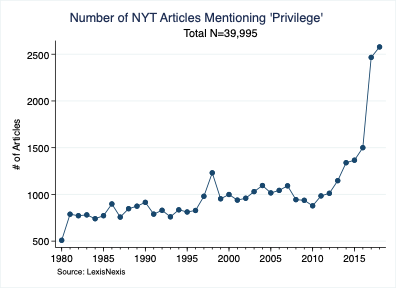 Number of NYT Articles Mentioning 'Privilege'
Total N=39,995
# of Articles
2500
2000
1500
1000
500
1980 1985 1990 1995 2000 2005 2010 2015
Source: LexisNexis